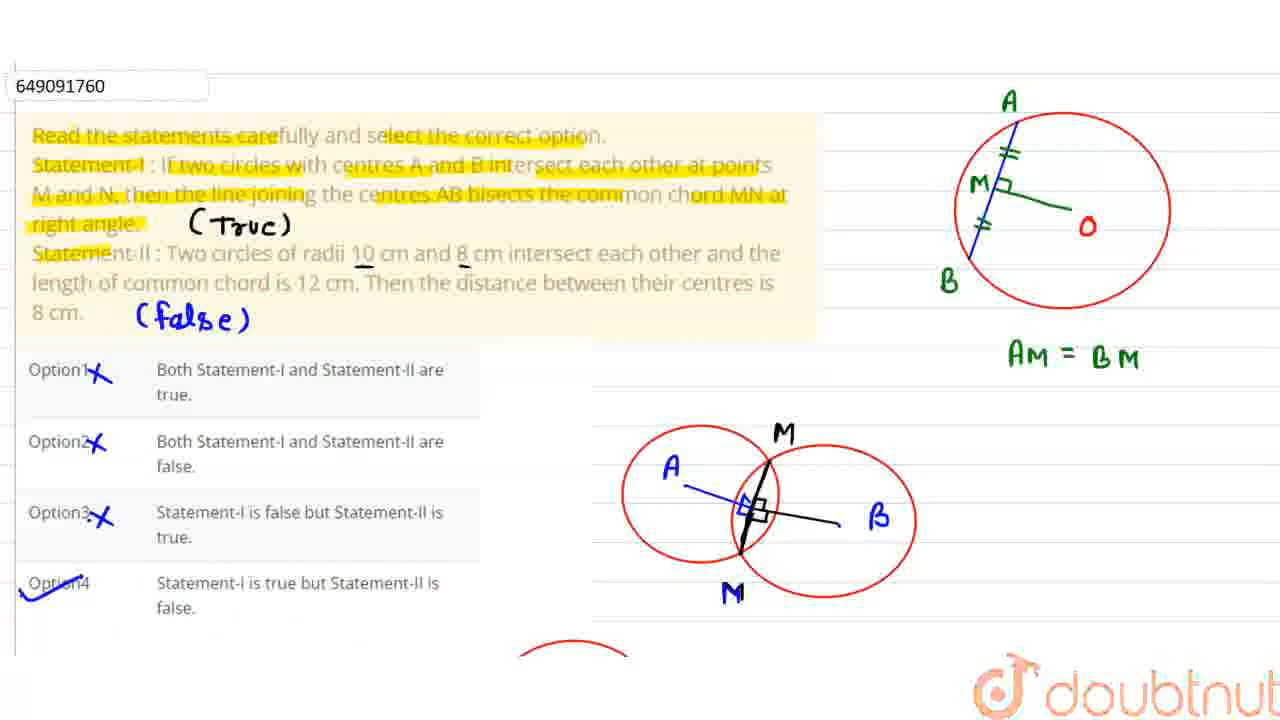 649091760
Read the statements carefully and select the correct option.
Statement-I : If two circles with centres A and B intersect each other at points
M and N, then the line joining the centres AB bisects the common chord MN at
right angle.
(True)
Statement-II : Two circles of radii 10 cm and 8 cm intersect each other and the
length of common chord is 12 cm. Then the distance between their centres is
8 cm.
(false)
Option1 Both Statement-I and Statement-II are
true.
Option2 Both Statement-I and Statement-II are
false.
Option3 Statement-I is false but Statement-II is
true.
Option4 Statement-I is true but Statement-II is
false.
A
M
O
B
AM = BM
M
A
B
M
doubtnut